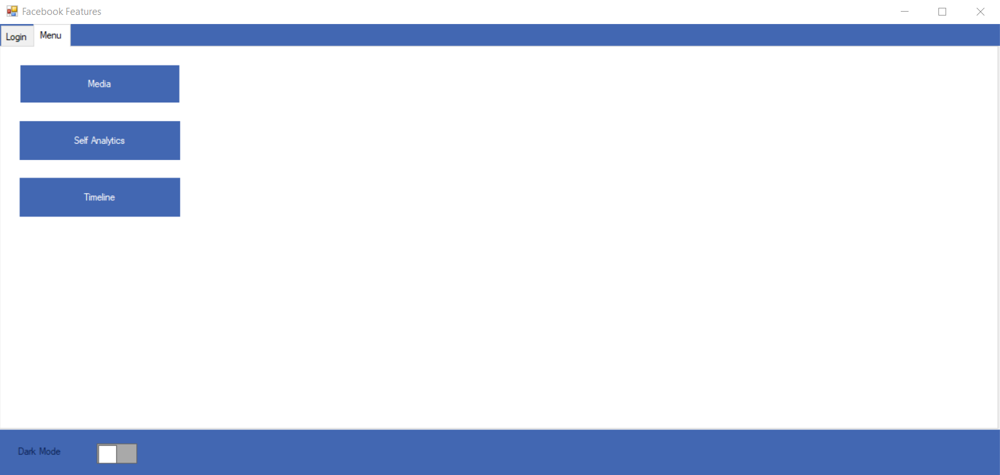 Facebook Features
Login Menu
Media
Self Analytics
Timeline
Dark Mode